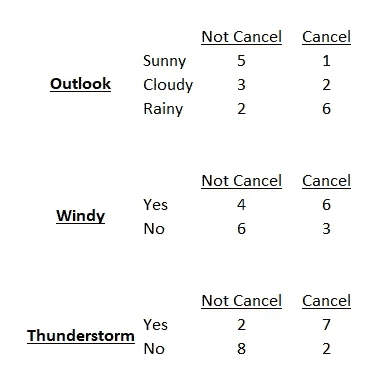 Not Cancel Cancel
Sunny 5 1
Outlook Cloudy 3 2
Rainy 2 6
Not Cancel Cancel
Yes 4 6
Windy
No 6 3
Not Cancel Cancel
Yes 2 7
Thunderstorm
No 8 2